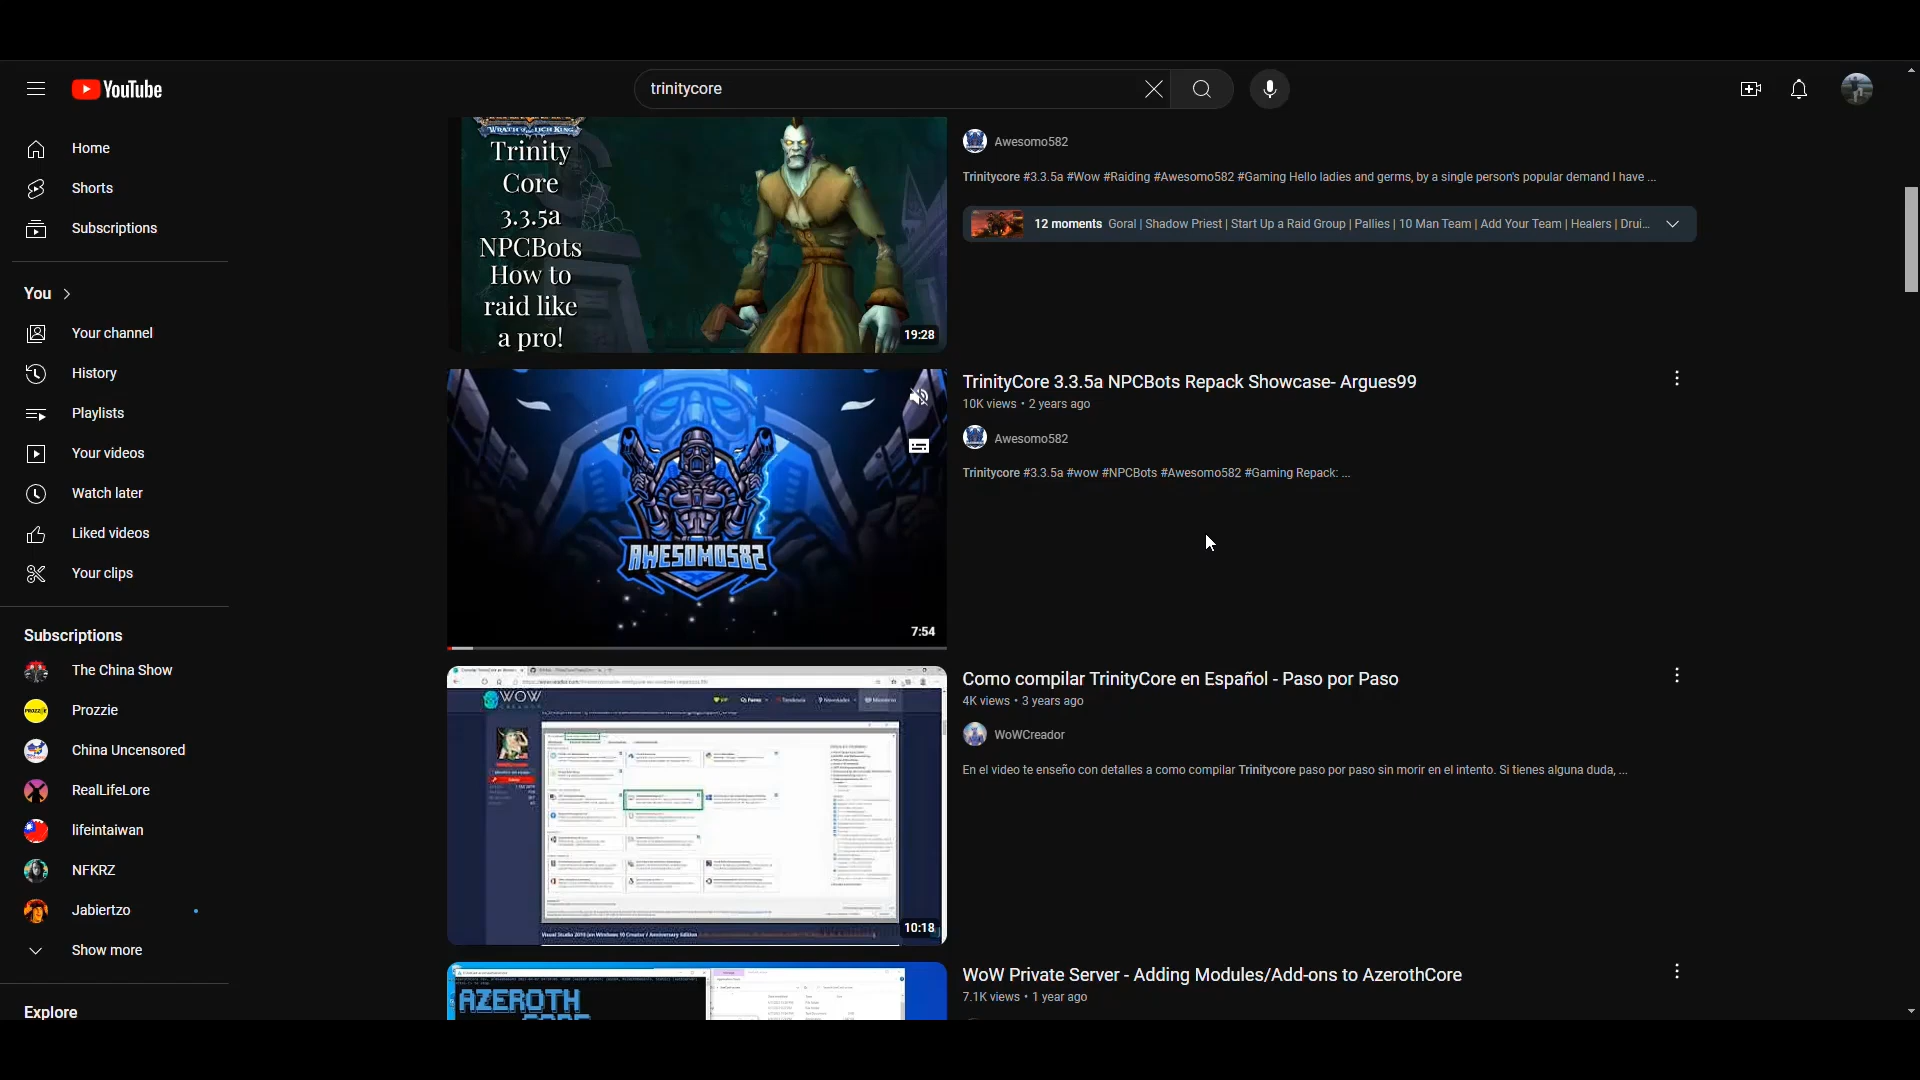 YouTube
trinitycore
Home
Shorts
Subscriptions
You
Your channel
History
Playlists
Your videos
Watch later
Liked videos
Your clips
Subscriptions
The China Show
Prozzie
China Uncensored
RealLifeLore
lifeintaiwan
NFKRZ
Jabiertzo
Show more
Explore
WRATH of the LICH KING
Trinity
Core
3.3.5a
NPCBots
How to
raid like
a pro!
19:28
Awesomo582
Trinitycore #3.3.5a #Wow #Raiding #Awesomo582 #Gaming Hello ladies and germs, by a single person's popular demand I have ...
12 moments Goral | Shadow Priest | Start Up a Raid Group | Pallies | 10 Man Team | Add Your Team | Healers | Drui...
AWESOMO582
7:54
TrinityCore 3.3.5a NPCBots Repack Showcase- Argues99
10K views • 2 years ago
Awesomo582
Trinitycore #3.3.5a #wow #NPCBots #Awesomo582 #Gaming Repack: ...
WOW
10:18
Como compilar TrinityCore en Español - Paso por Paso
4K views • 3 years ago
WoWCreador
En el video te enseño con detalles a como compilar Trinitycore paso por paso sin morir en el intento. Si tienes alguna duda, ...
AZEROTH
CORE
WoW Private Server - Adding Modules/Add-ons to AzerothCore
7.1K views • 1 year ago